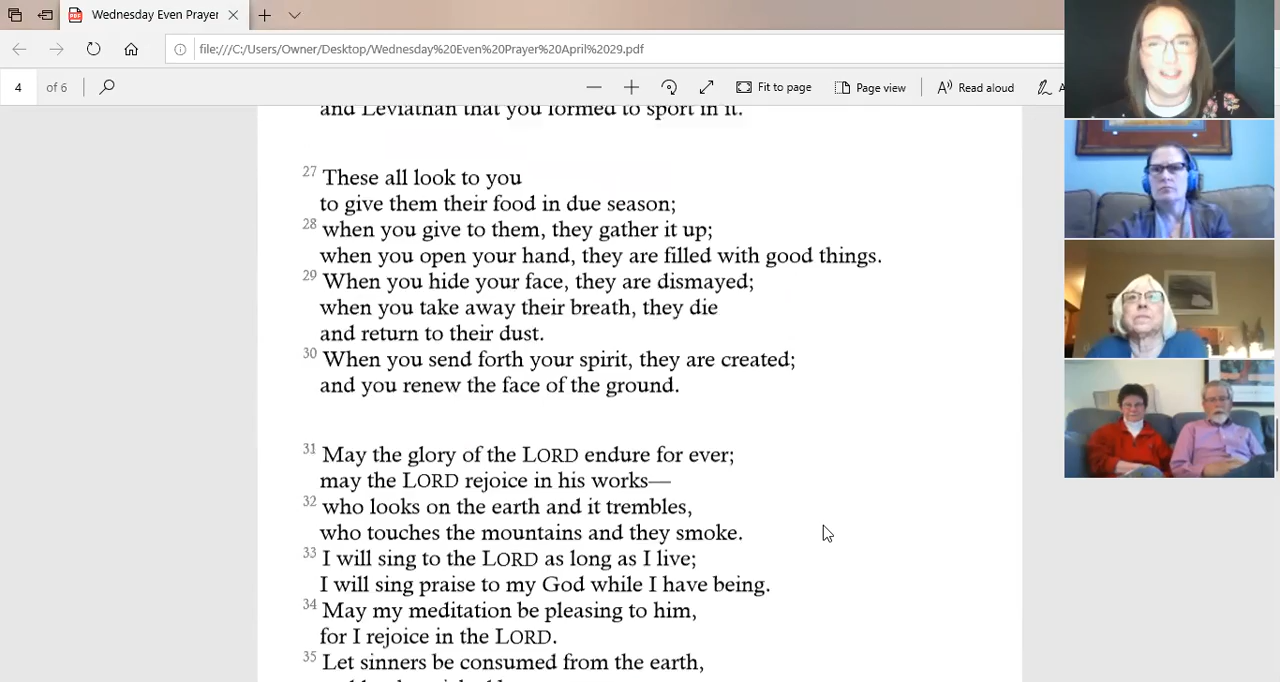 Wednesday Even Prayer
file:///C:/Users/Owner/Desktop/Wednesday%20Even%20Prayer%20April%2029.pdf
4 of 6 Fit to page Page view Read aloud
and Leviathan that you formed to sport in it.
27 These all look to you
to give them their food in due season;
28 when you give to them, they gather it up;
when you open your hand, they are filled with good things.
29 When you hide your face, they are dismayed;
when you take away their breath, they die
and return to their dust.
30 When you send forth your spirit, they are created;
and you renew the face of the ground.
31 May the glory of the LORD endure for ever;
may the LORD rejoice in his works—
32 who looks on the earth and it trembles,
who touches the mountains and they smoke.
33 I will sing to the LORD as long as I live;
I will sing praise to my God while I have being.
34 May my meditation be pleasing to him,
for I rejoice in the LORD.
35 Let sinners be consumed from the earth,